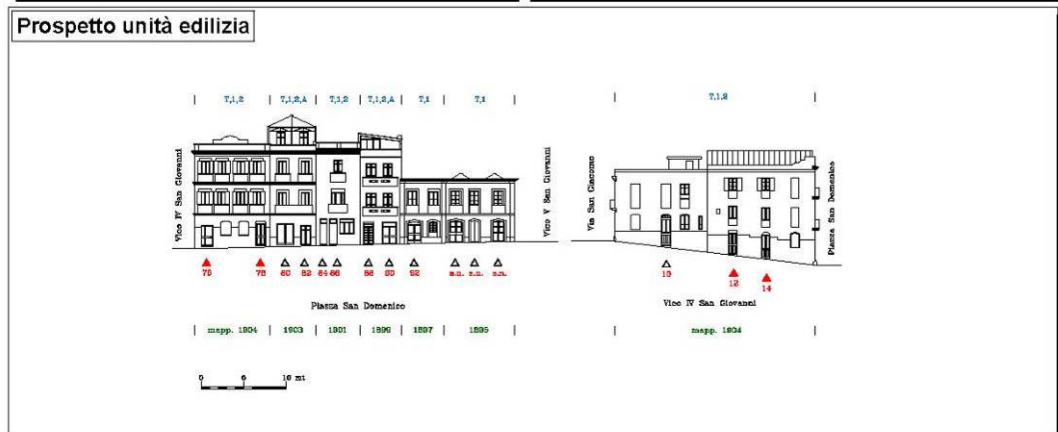 Prospetto unità edilizia
T,1,2 T,1,2,A T,1,2 T,1,2,A T,1 T,1
T,1,2
Vico IV San Giovanni
Vico V San Giovanni
Via San Giacomo
Piazza San Domenico
76 78 80 82 84 86 88 90 92 s.n. s.n. s.n.
10 12 14
Piazza San Domenico
Vico IV San Giovanni
mapp. 1904 1903 1901 1899 1897 1895
mapp. 1904
0 5 10 mt